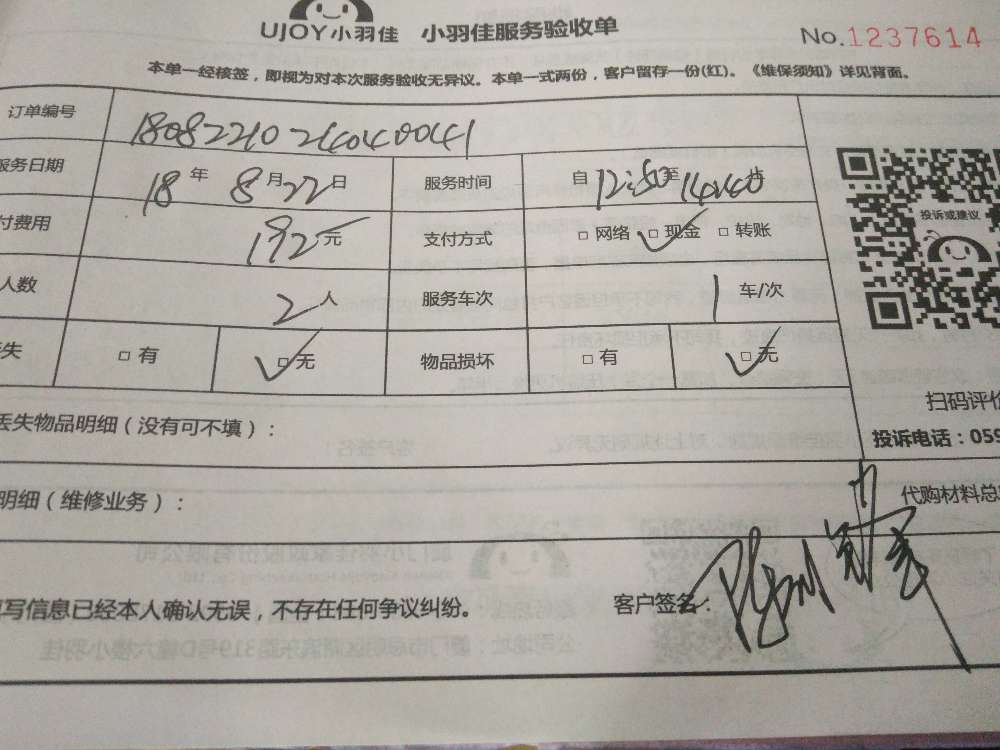 UJOY小羽佳 小羽佳服务验收单 No.1237614
本单一经核签，即视为对本次服务验收无异议。本单一式两份，客户留存一份(红)。《维保须知》详见背面。
订单编号
服务日期 18 年 8 月 22 日 服务时间 自 12:50 至
付费用 192 元 支付方式 □ 网络 □ 现金 □ 转账
投诉或建议
人数 2 人 服务车次 1 车/次
失 □ 有 □ 无 物品损坏 □ 有 □ 无
扫码评价
丢失物品明细（没有可不填）： 投诉电话：059
明细（维修业务）： 代购材料总
写信息已经本人确认无误，不存在任何争议纠纷。 客户签名：